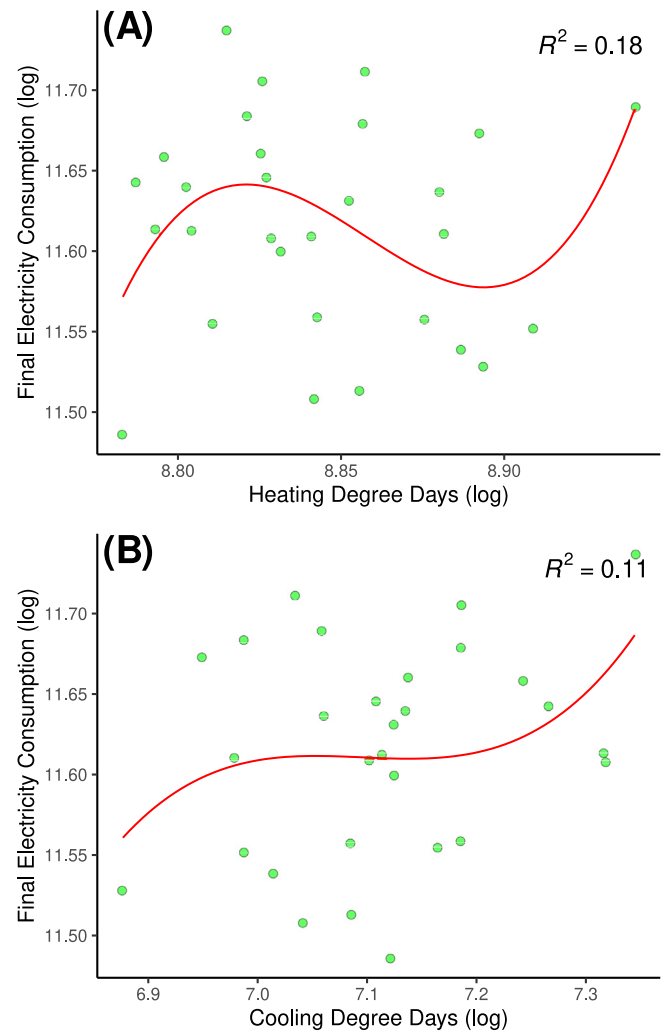 (A)
R² = 0.18
Final Electricity Consumption (log)
11.70
11.65
11.60
11.55
11.50
8.80 8.85 8.90
Heating Degree Days (log)
(B)
R² = 0.11
Final Electricity Consumption (log)
11.70
11.65
11.60
11.55
11.50
6.9 7.0 7.1 7.2 7.3
Cooling Degree Days (log)